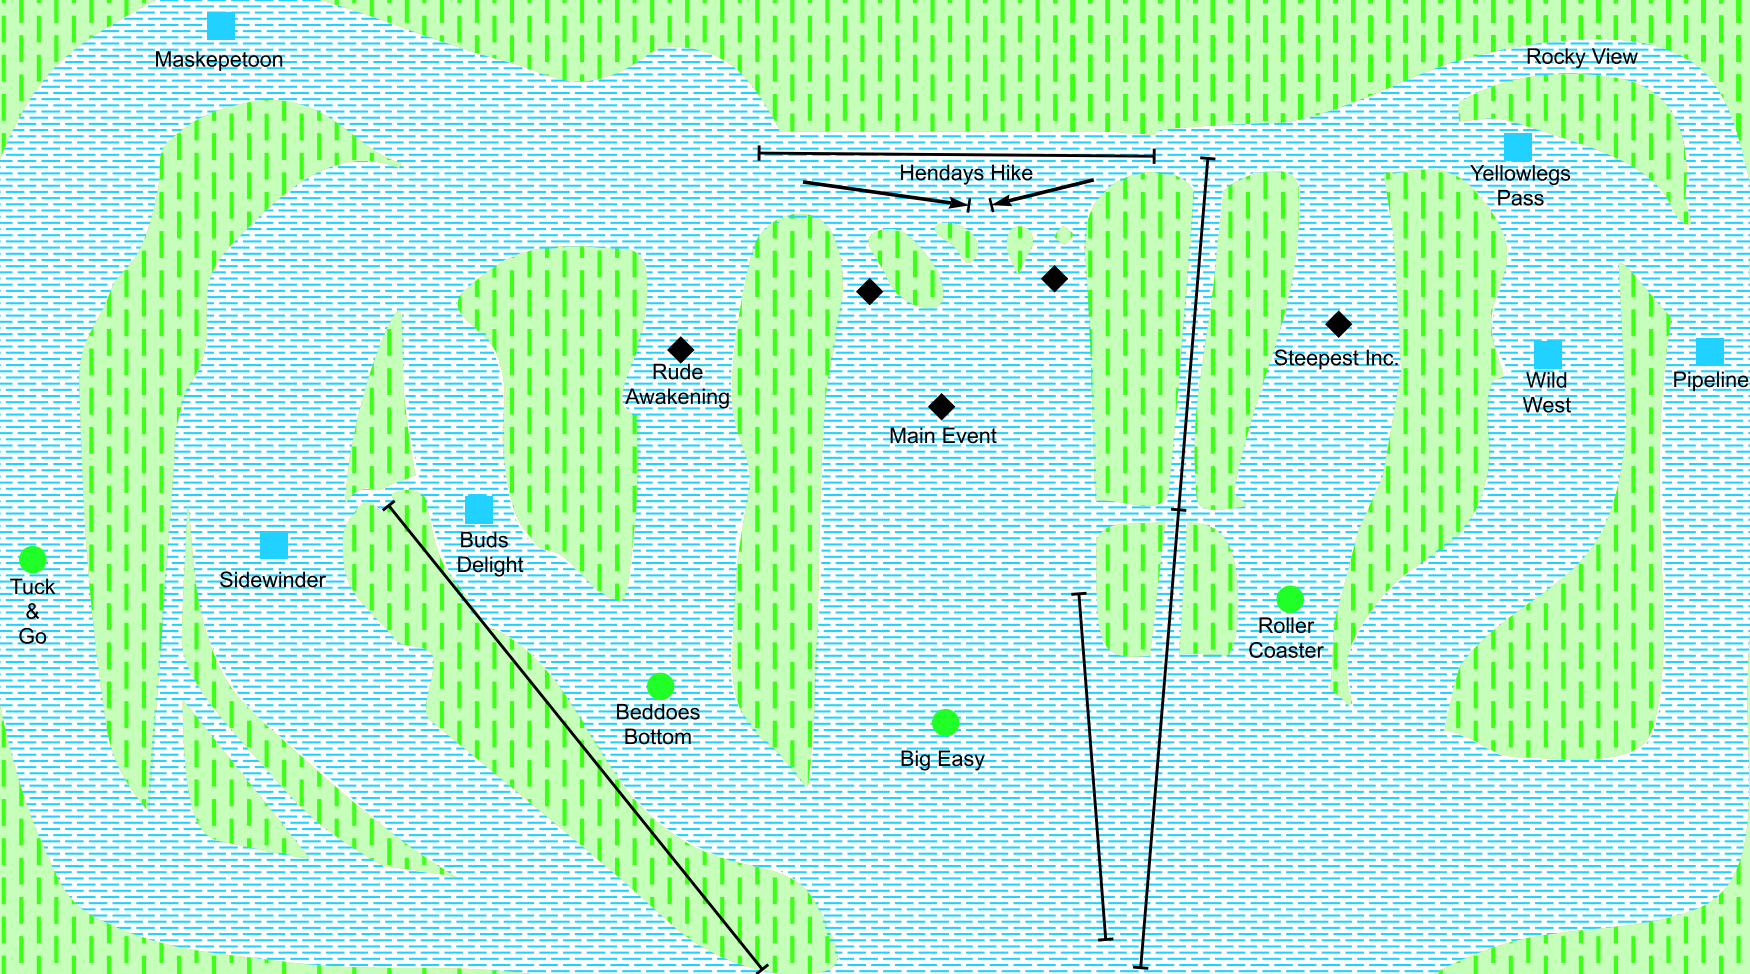 Maskepetoon
Rocky View
Hendays Hike
Yellowlegs
Pass
Steepest Inc.
Rude
Awakening
Wild
West
Pipeline
Main Event
Buds
Delight
Sidewinder
Tuck
&
Go
Roller
Coaster
Beddoes
Bottom
Big Easy